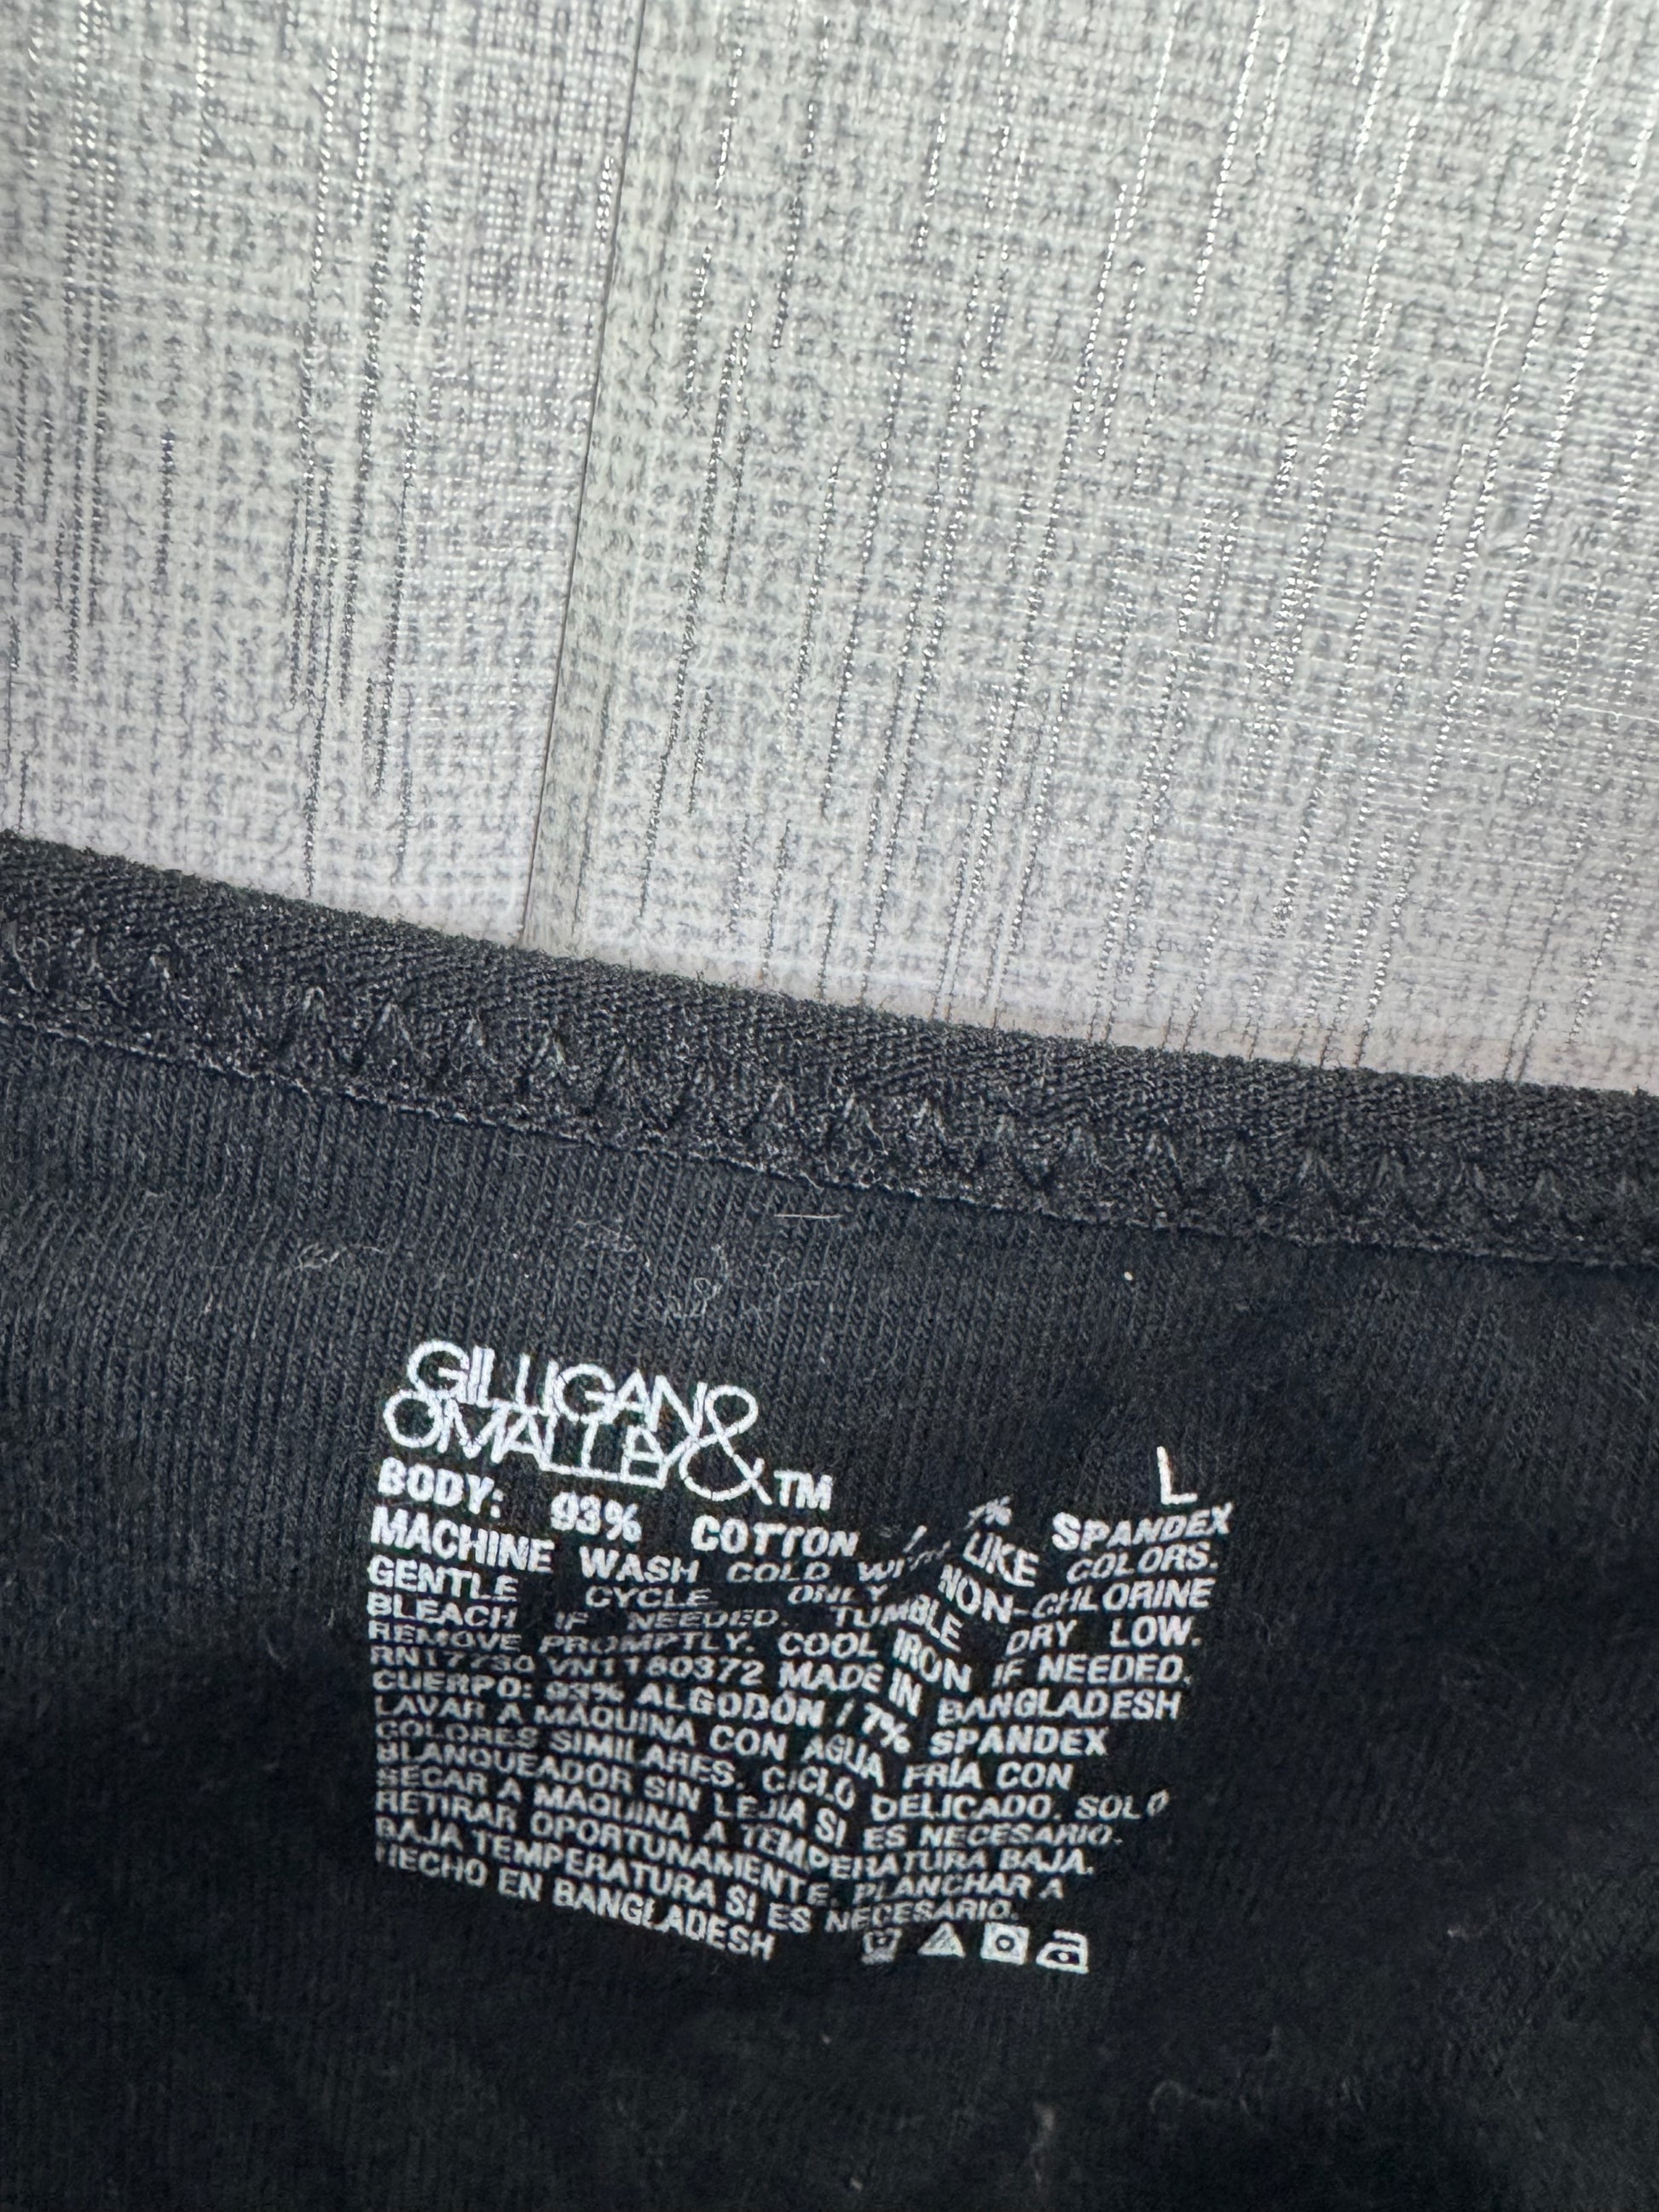 GILLIGAN &
OMALLEY TM
L
BODY: 93% COTTON / 7% SPANDEX
MACHINE WASH COLD WITH LIKE COLORS.
GENTLE CYCLE ONLY NON-CHLORINE
BLEACH IF NEEDED. TUMBLE DRY LOW.
REMOVE PROMPTLY. COOL IRON IF NEEDED.
RN17730 VN1180372 MADE IN BANGLADESH
CUERPO: 93% ALGODÓN / 7% SPANDEX
LAVAR A MÁQUINA CON AGUA FRÍA CON
COLORES SIMILARES. CICLO DELICADO. SOLO
BLANQUEADOR SIN LEJÍA SI ES NECESARIO.
SECAR A MÁQUINA A TEMPERATURA BAJA.
RETIRAR OPORTUNAMENTE. PLANCHAR A
BAJA TEMPERATURA SI ES NECESARIO.
HECHO EN BANGLADESH